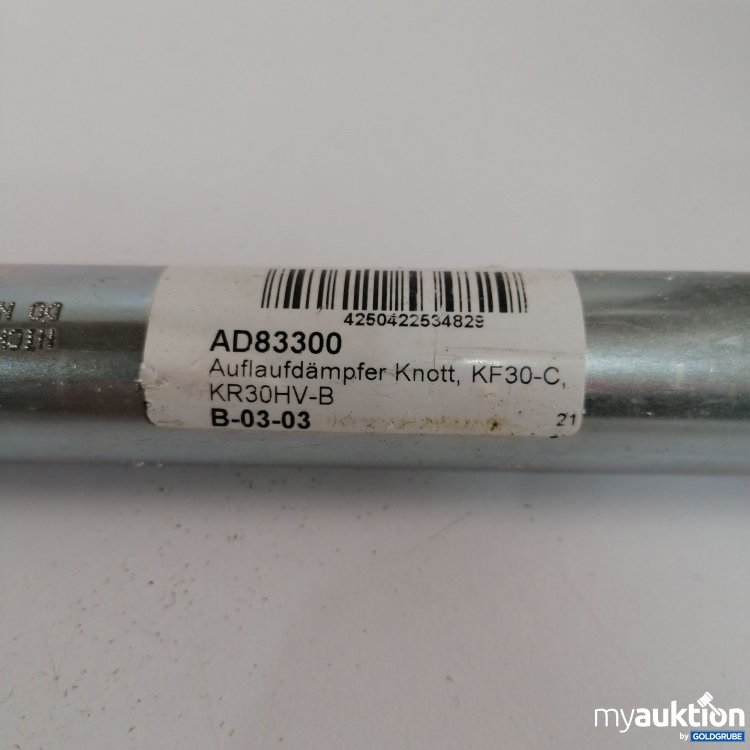 4250422534829
AD83300
Auflaufdämpfer Knott, KF30-C,
KR30HV-B
B-03-03
21
myauktion
by GOLDGRUBE